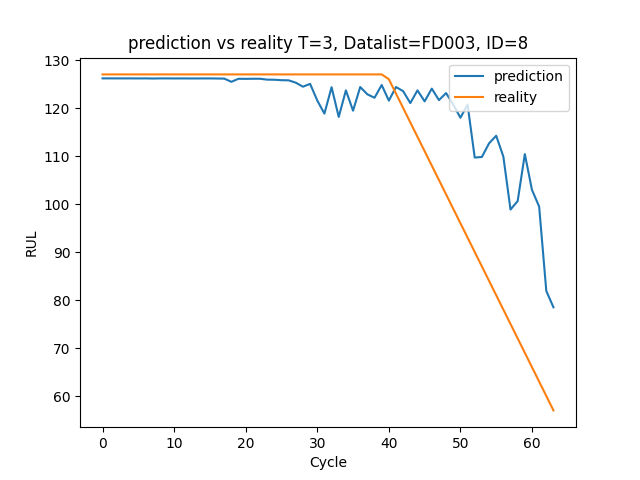 prediction vs reality T=3, Datalist=FD003, ID=8
prediction
reality
RUL
130
120
110
100
90
80
70
60
0 10 20 30 40 50 60
Cycle